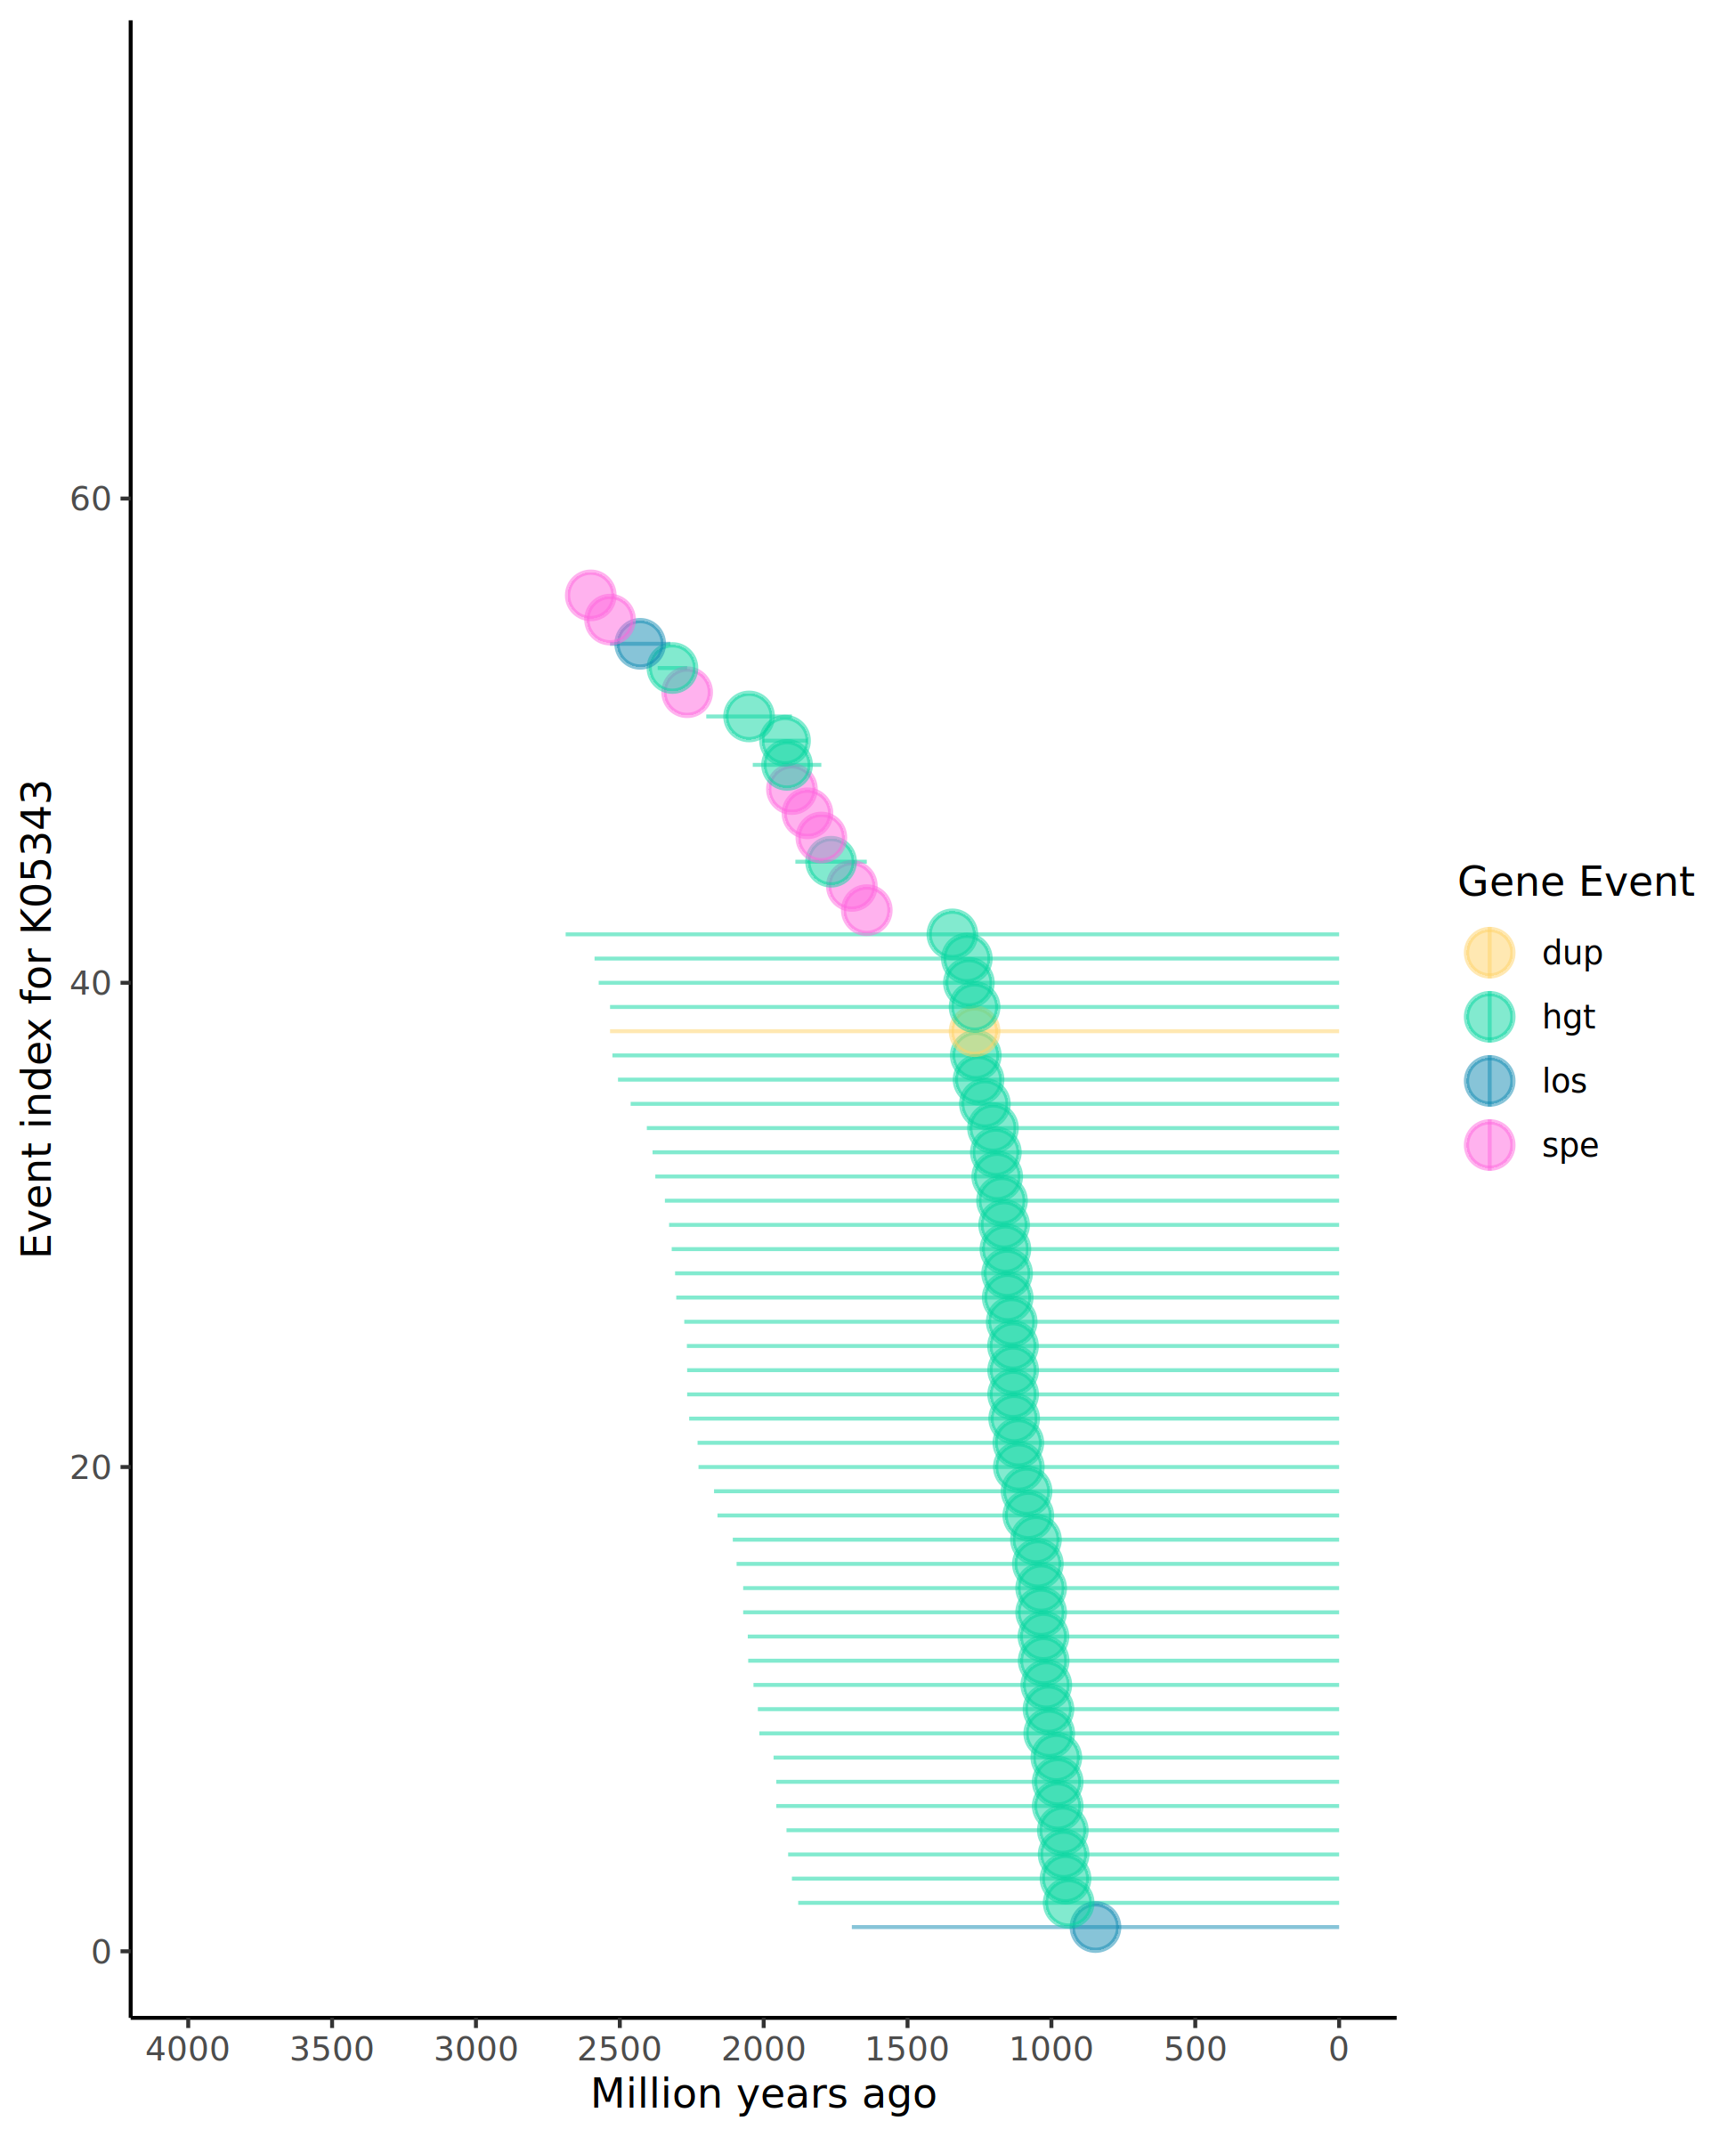 Event index for K05343
60
40
20
0
4000 3500 3000 2500 2000 1500 1000 500 0
Million years ago
Gene Event
dup
hgt
los
spe